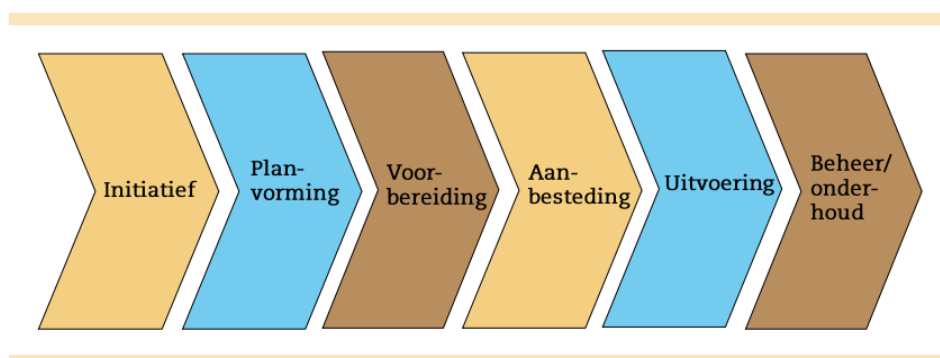 Initiatief
Plan-
vorming
Voor-
bereiding
Aan-
besteding
Uitvoering
Beheer/
onder-
houd